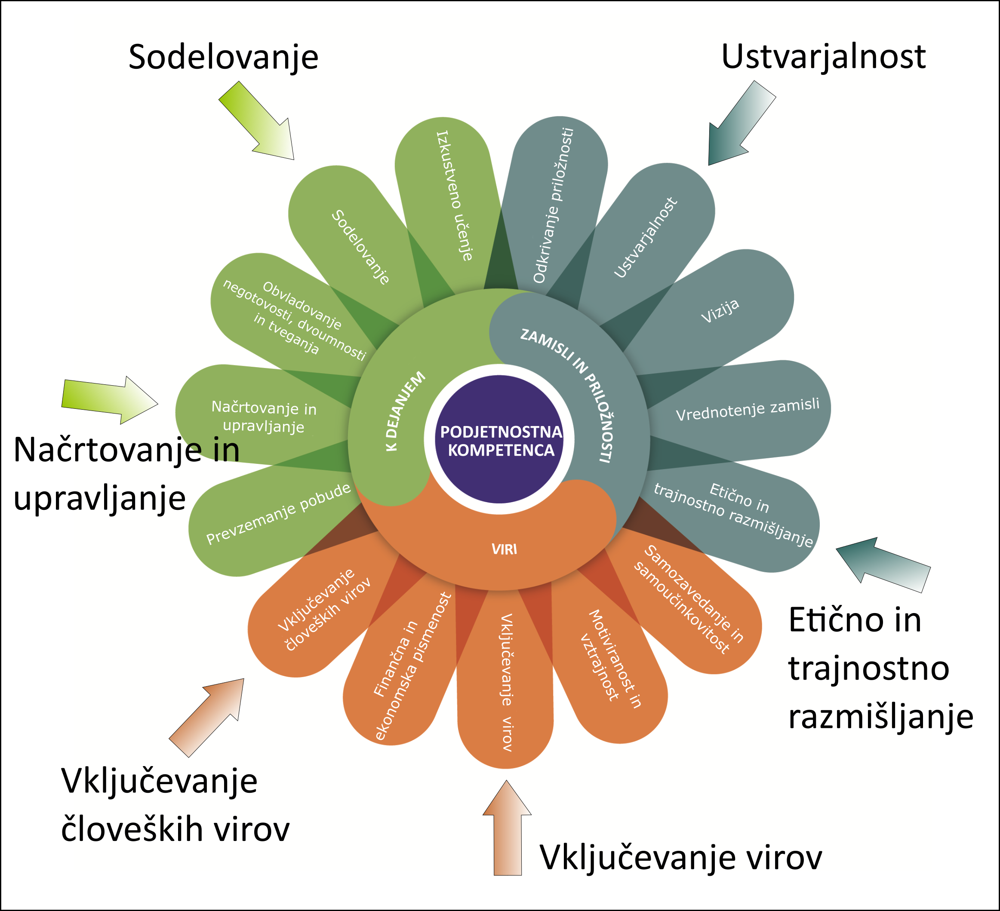 Sodelovanje
Ustvarjalnost
Izkustveno učenje
Odkrivanje priložnosti
Sodelovanje
Ustvarjalnost
Obvladovanje
negotovosti, dvoumnosti
in tveganja
Vizija
Načrtovanje in
upravljanje
Vrednotenje zamisli
K DEJANJEM
ZAMISLI IN PRILOŽNOSTI
PODJETNOSTNA
KOMPETENCA
Načrtovanje in
upravljanje
Prevzemanje pobude
Etično in
trajnostno razmišljanje
VIRI
Vključevanje
človeških virov
Finančna in
ekonomska pismenost
Vključevanje virov
Motiviranost in
vztrajnost
Samozavedanje in
samoučinkovitost
Etično in
trajnostno
razmišljanje
Vključevanje
človeških virov
Vključevanje virov